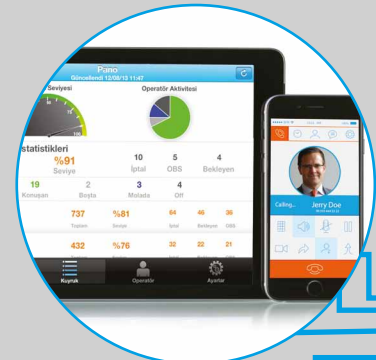 Pano
Güncellendi 12/08/13 11:47
Seviyesi
Operatör Aktivitesi
statistikleri
%91
Seviye
10
İptal
5
OBS
4
Bekleyen
19
Konuşan
2
Boşta
3
Molada
4
Off
737
Toplam
%81
Seviye
64
İptal
46
Bekleyen
36
OBS
432
%76
32
22
21
Kuyruk
Operatör
Ayarlar
Calling...
Jerry Doe